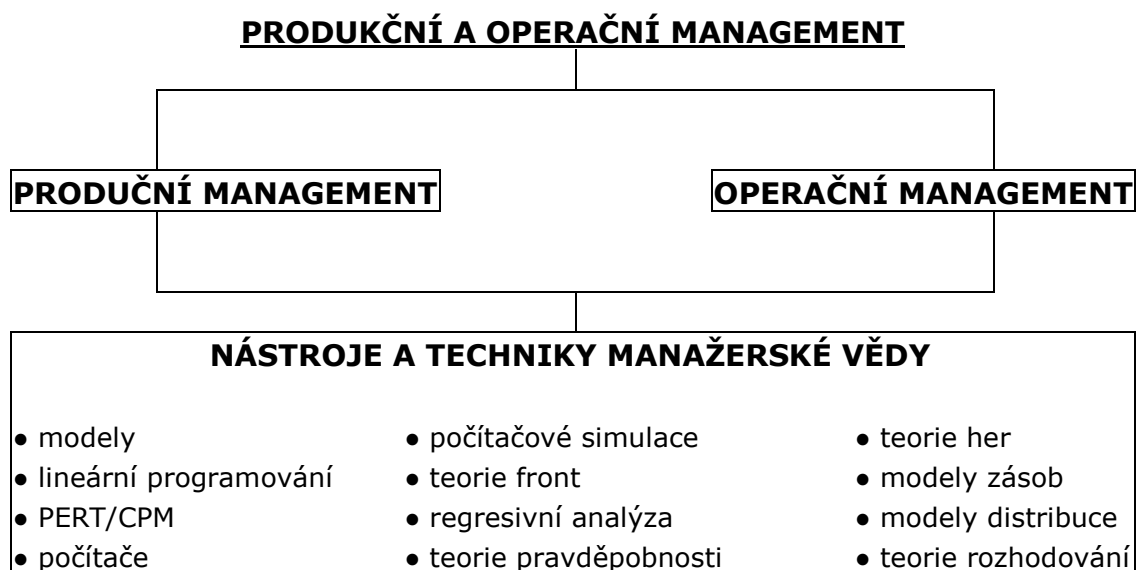 PRODUKČNÍ A OPERAČNÍ MANAGEMENT
PRODUČNÍ MANAGEMENT
OPERAČNÍ MANAGEMENT
NÁSTROJE A TECHNIKY MANAŽERSKÉ VĚDY
● modely ● počítačové simulace ● teorie her
● lineární programování ● teorie front ● modely zásob
● PERT/CPM ● regresivní analýza ● modely distribuce
● počítače ● teorie pravděpobnosti ● teorie rozhodování